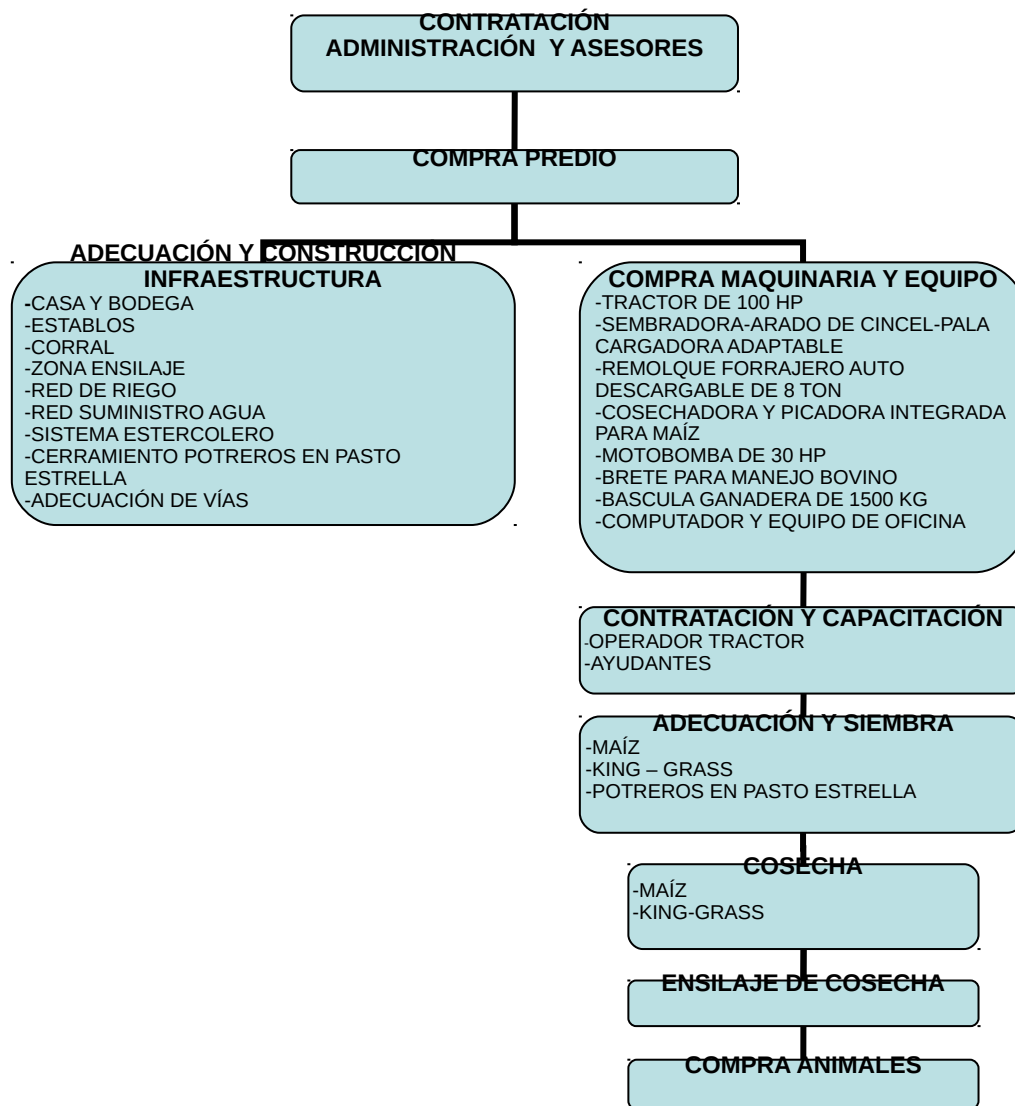 CONTRATACIÓN
ADMINISTRACIÓN Y ASESORES
COMPRA PREDIO
ADECUACIÓN Y CONSTRUCCION
INFRAESTRUCTURA
-CASA Y BODEGA
-ESTABLOS
-CORRAL
-ZONA ENSILAJE
-RED DE RIEGO
-RED SUMINISTRO AGUA
-SISTEMA ESTERCOLERO
-CERRAMIENTO POTREROS EN PASTO
ESTRELLA
-ADECUACIÓN DE VÍAS
COMPRA MAQUINARIA Y EQUIPO
-TRACTOR DE 100 HP
-SEMBRADORA-ARADO DE CINCEL-PALA
CARGADORA ADAPTABLE
-REMOLQUE FORRAJERO AUTO
DESCARGABLE DE 8 TON
-COSECHADORA Y PICADORA INTEGRADA
PARA MAÍZ
-MOTOBOMBA DE 30 HP
-BRETE PARA MANEJO BOVINO
-BASCULA GANADERA DE 1500 KG
-COMPUTADOR Y EQUIPO DE OFICINA
CONTRATACIÓN Y CAPACITACIÓN
-OPERADOR TRACTOR
-AYUDANTES
ADECUACIÓN Y SIEMBRA
-MAÍZ
-KING – GRASS
-POTREROS EN PASTO ESTRELLA
COSECHA
-MAÍZ
-KING-GRASS
ENSILAJE DE COSECHA
COMPRA ANIMALES